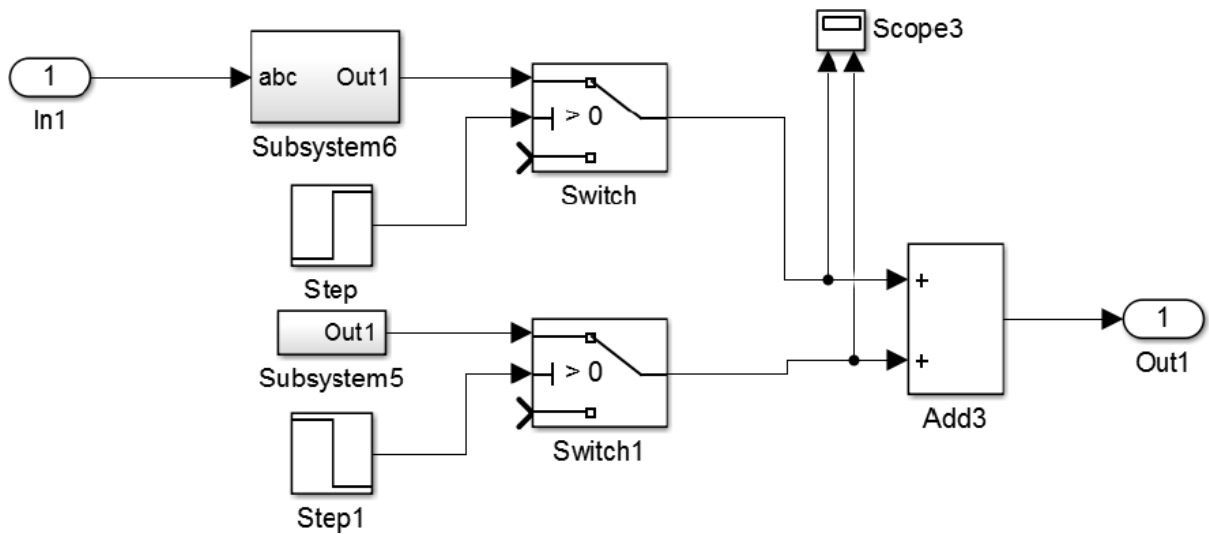 Scope3
1
In1
abc
Out1
Subsystem6
> 0
Switch
Step
Out1
Subsystem5
> 0
Switch1
Step1
+
+
Add3
1
Out1